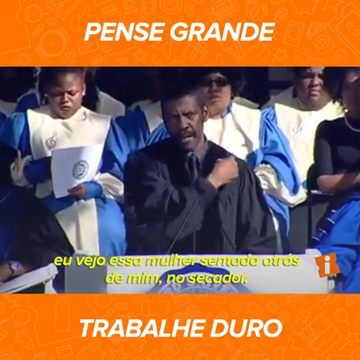 PENSE GRANDE
eu vejo essa mulher sentada atrás
de mim, no secador.
i
TRABALHE DURO